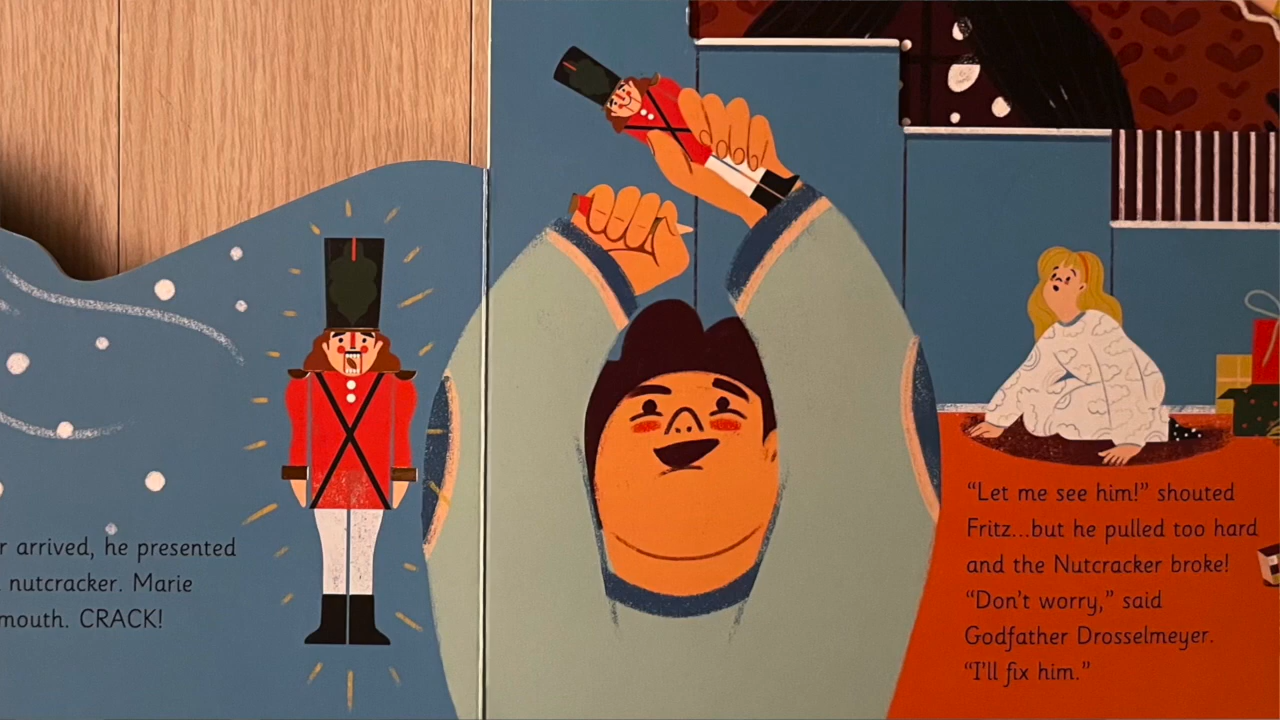 r arrived, he presented
nutcracker. Marie
mouth. CRACK!
“Let me see him!” shouted
Fritz...but he pulled too hard
and the Nutcracker broke!
“Don’t worry,” said
Godfather Drosselmeyer.
“I’ll fix him.”